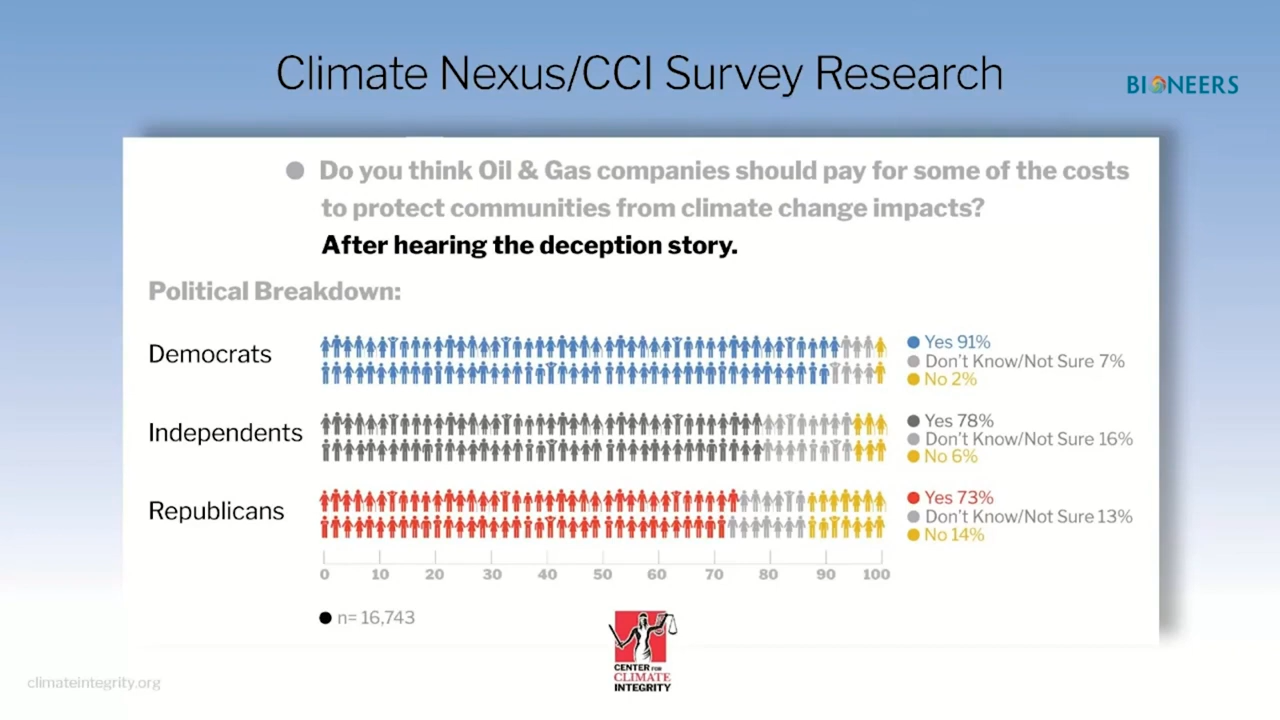 Climate Nexus/CCI Survey Research
BIONEERS
Do you think Oil & Gas companies should pay for some of the costs
to protect communities from climate change impacts?
After hearing the deception story.
Political Breakdown:
Democrats
Yes 91%
Don't Know/Not Sure 7%
No 2%
Independents
Yes 78%
Don't Know/Not Sure 16%
No 6%
Republicans
Yes 73%
Don't Know/Not Sure 13%
No 14%
0 10 20 30 40 50 60 70 80 90 100
n= 16,743
CENTER FOR
CLIMATE
INTEGRITY
climateintegrity.org